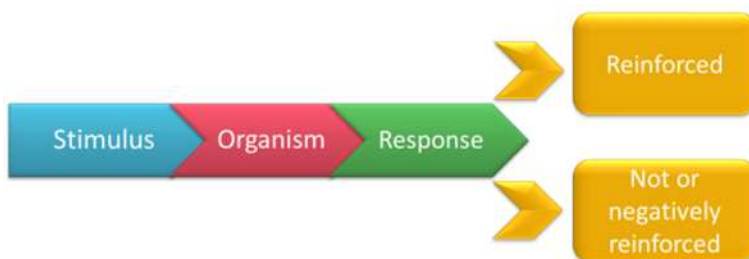 Stimulus
Organism
Response
Reinforced
Not or
negatively
reinforced